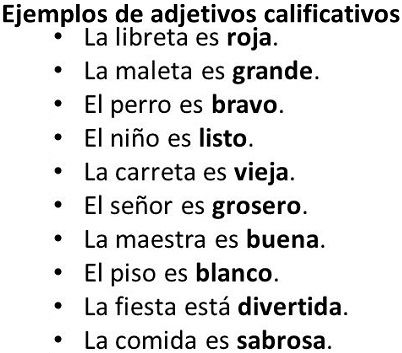 Ejemplos de adjetivos calificativos
• La libreta es roja.
• La maleta es grande.
• El perro es bravo.
• El niño es listo.
• La carreta es vieja.
• El señor es grosero.
• La maestra es buena.
• El piso es blanco.
• La fiesta está divertida.
• La comida es sabrosa.